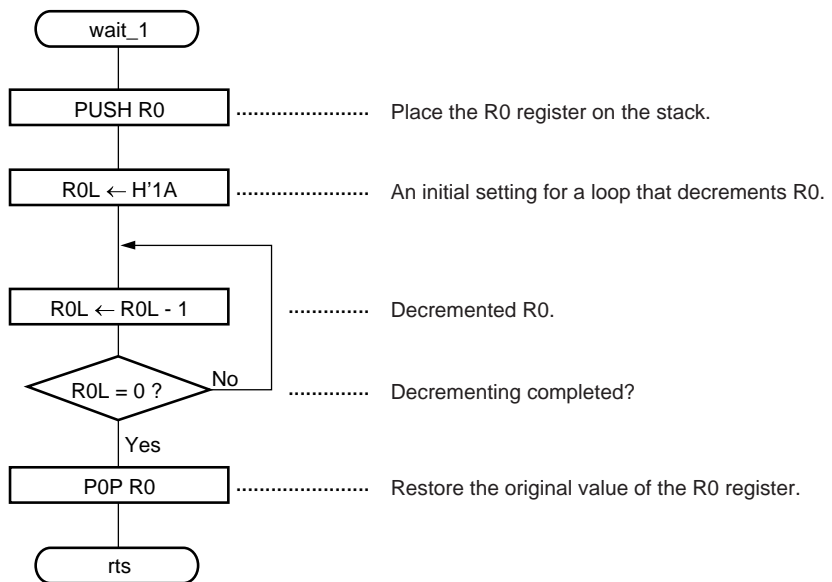 wait_1
PUSH R0 ...................... Place the R0 register on the stack.
R0L ← H'1A ...................... An initial setting for a loop that decrements R0.
R0L ← R0L - 1 ............. Decremented R0.
R0L = 0 ? No ............. Decrementing completed?
Yes
P0P R0 ...................... Restore the original value of the R0 register.
rts